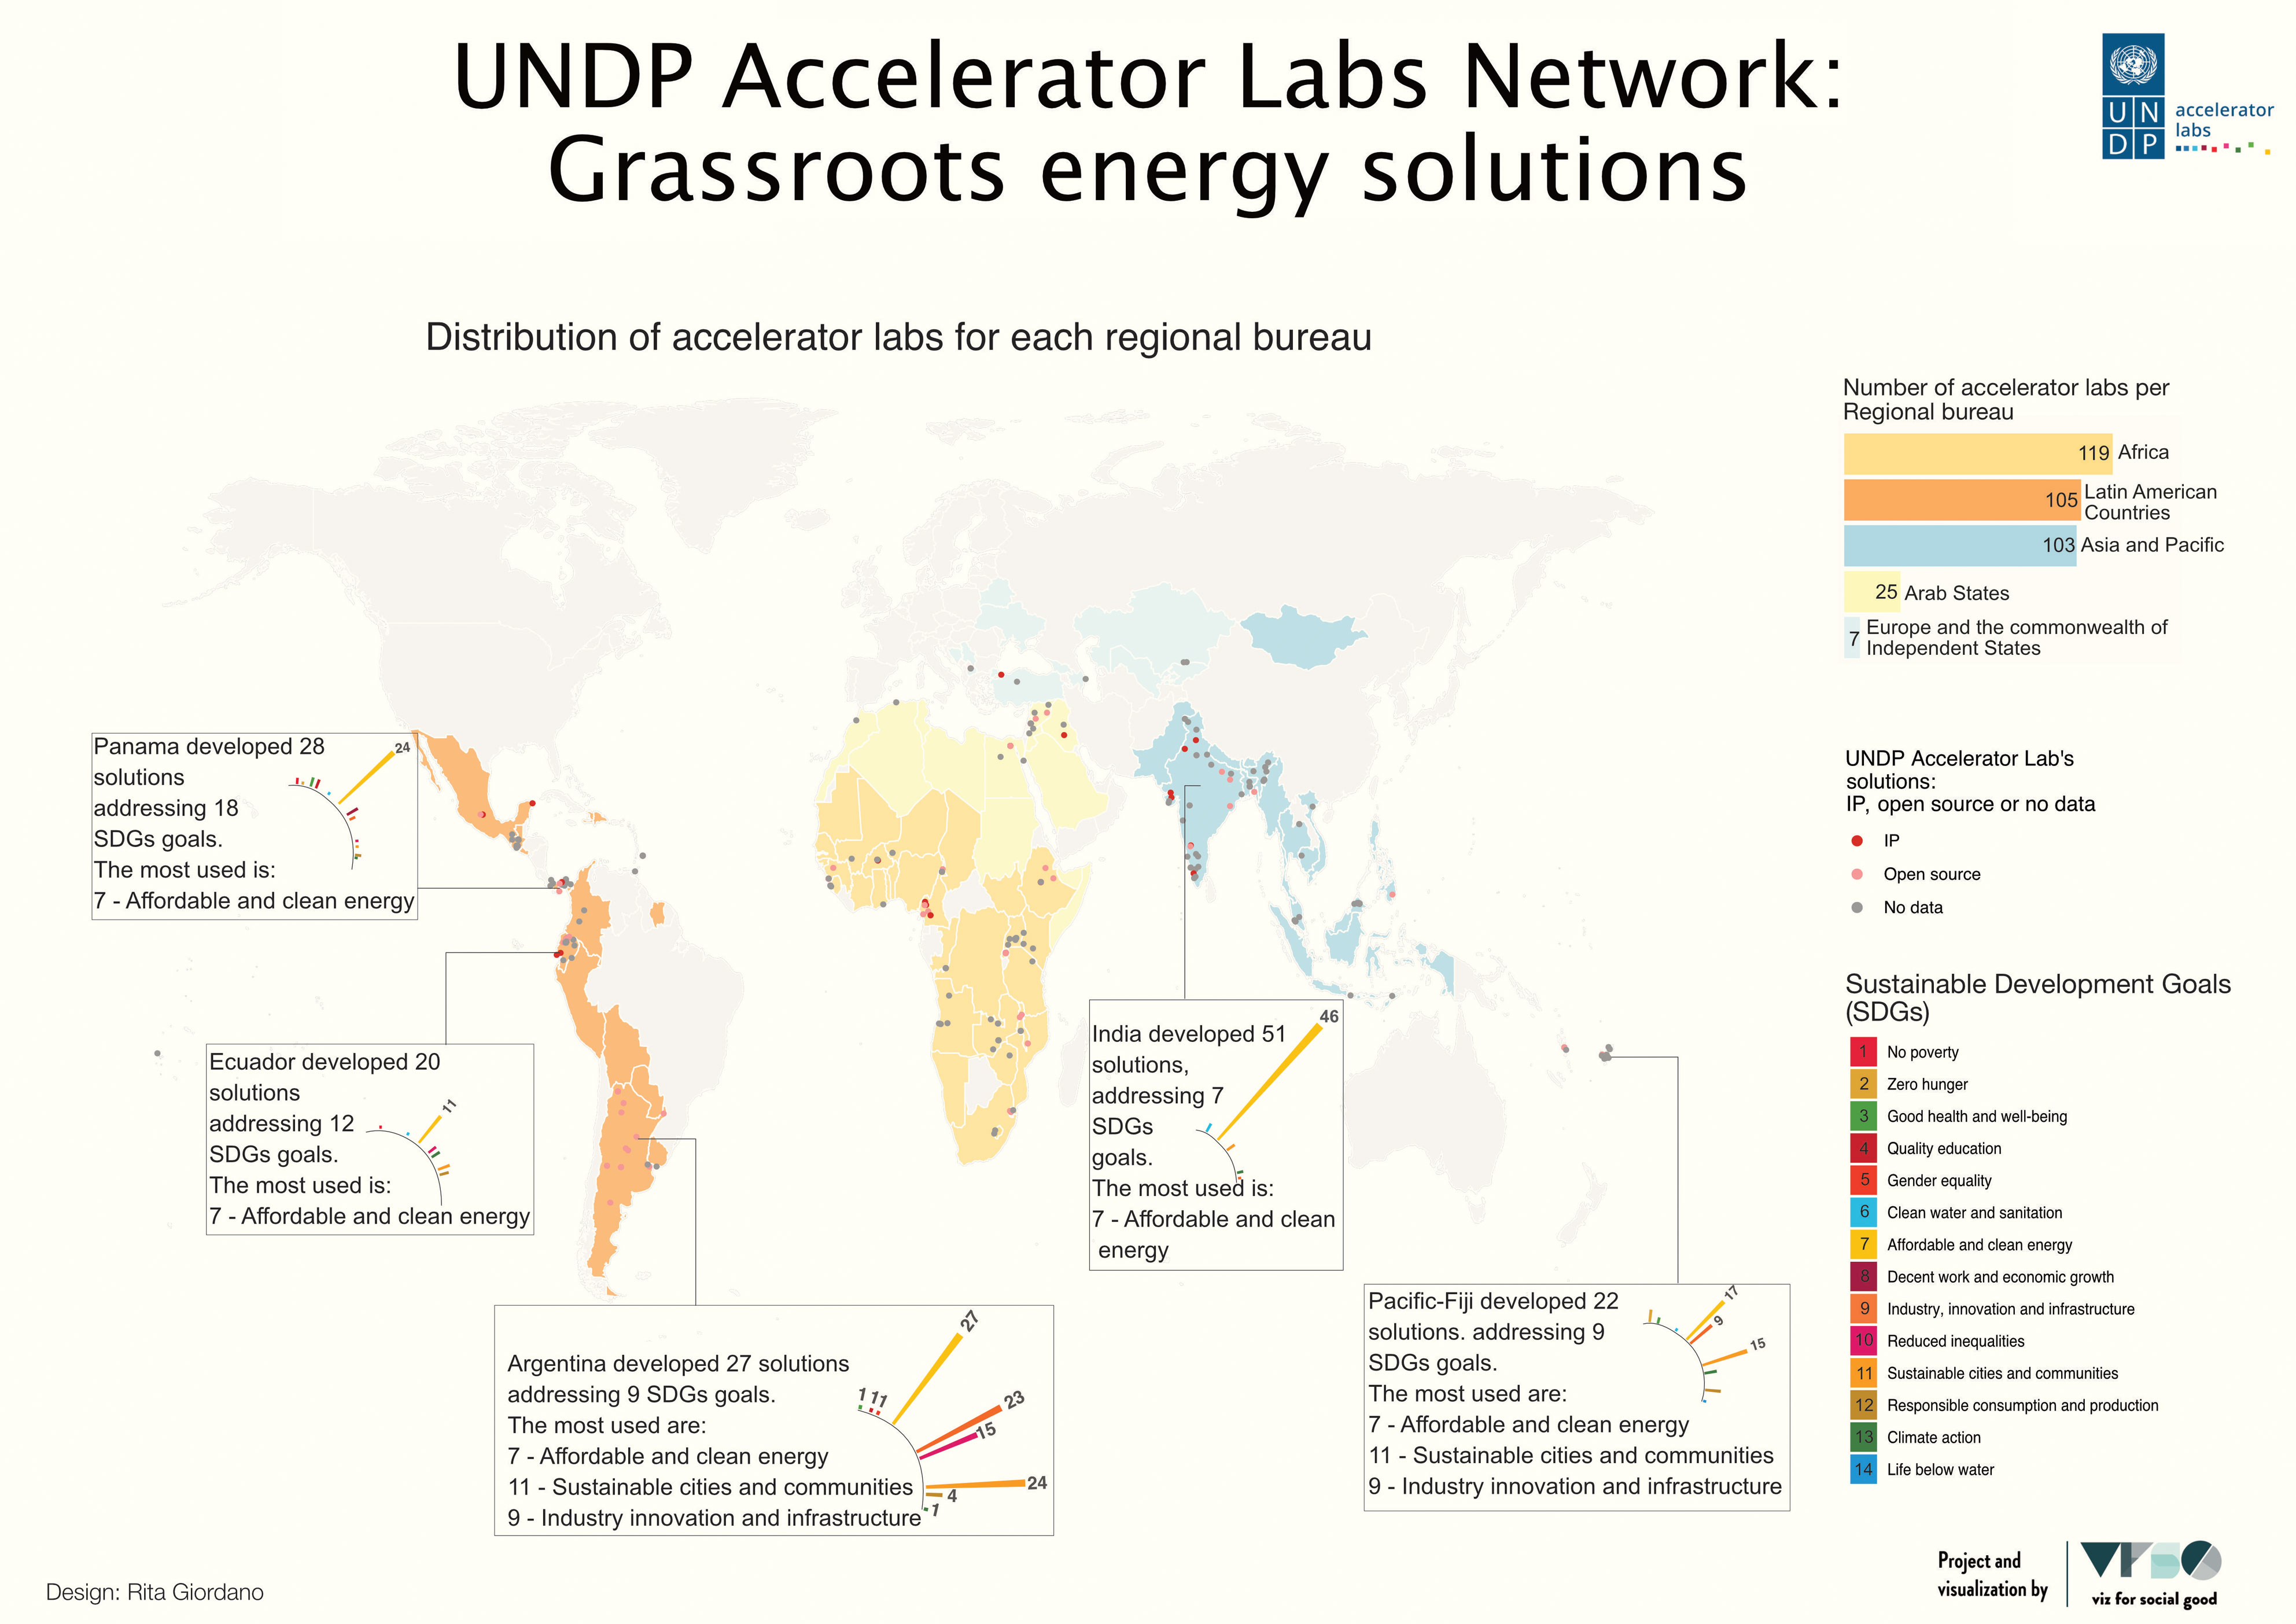 UNDP Accelerator Labs Network:
Grassroots energy solutions
U N
D P
accelerator
labs
Distribution of accelerator labs for each regional bureau
Number of accelerator labs per
Regional bureau
119 Africa
105 Latin American
Countries
103 Asia and Pacific
25 Arab States
7 Europe and the commonwealth of
Independent States
UNDP Accelerator Lab's
solutions:
IP, open source or no data
IP
Open source
No data
Sustainable Development Goals
(SDGs)
1 No poverty
2 Zero hunger
3 Good health and well-being
4 Quality education
5 Gender equality
6 Clean water and sanitation
7 Affordable and clean energy
8 Decent work and economic growth
9 Industry, innovation and infrastructure
10 Reduced inequalities
11 Sustainable cities and communities
12 Responsible consumption and production
13 Climate action
14 Life below water
Panama developed 28
solutions
addressing 18
SDGs goals.
The most used is:
7 - Affordable and clean energy
24
Ecuador developed 20
solutions
addressing 12
SDGs goals.
The most used is:
7 - Affordable and clean energy
11
Argentina developed 27 solutions
addressing 9 SDGs goals.
The most used are:
7 - Affordable and clean energy
11 - Sustainable cities and communities
9 - Industry innovation and infrastructure
1
1
1
27
23
15
24
4
1
India developed 51
solutions,
addressing 7
SDGs
goals.
The most used is:
7 - Affordable and clean
energy
46
Pacific-Fiji developed 22
solutions. addressing 9
SDGs goals.
The most used are:
7 - Affordable and clean energy
11 - Sustainable cities and communities
9 - Industry innovation and infrastructure
17
9
15
Design: Rita Giordano
Project and
visualization by
VFSG
viz for social good